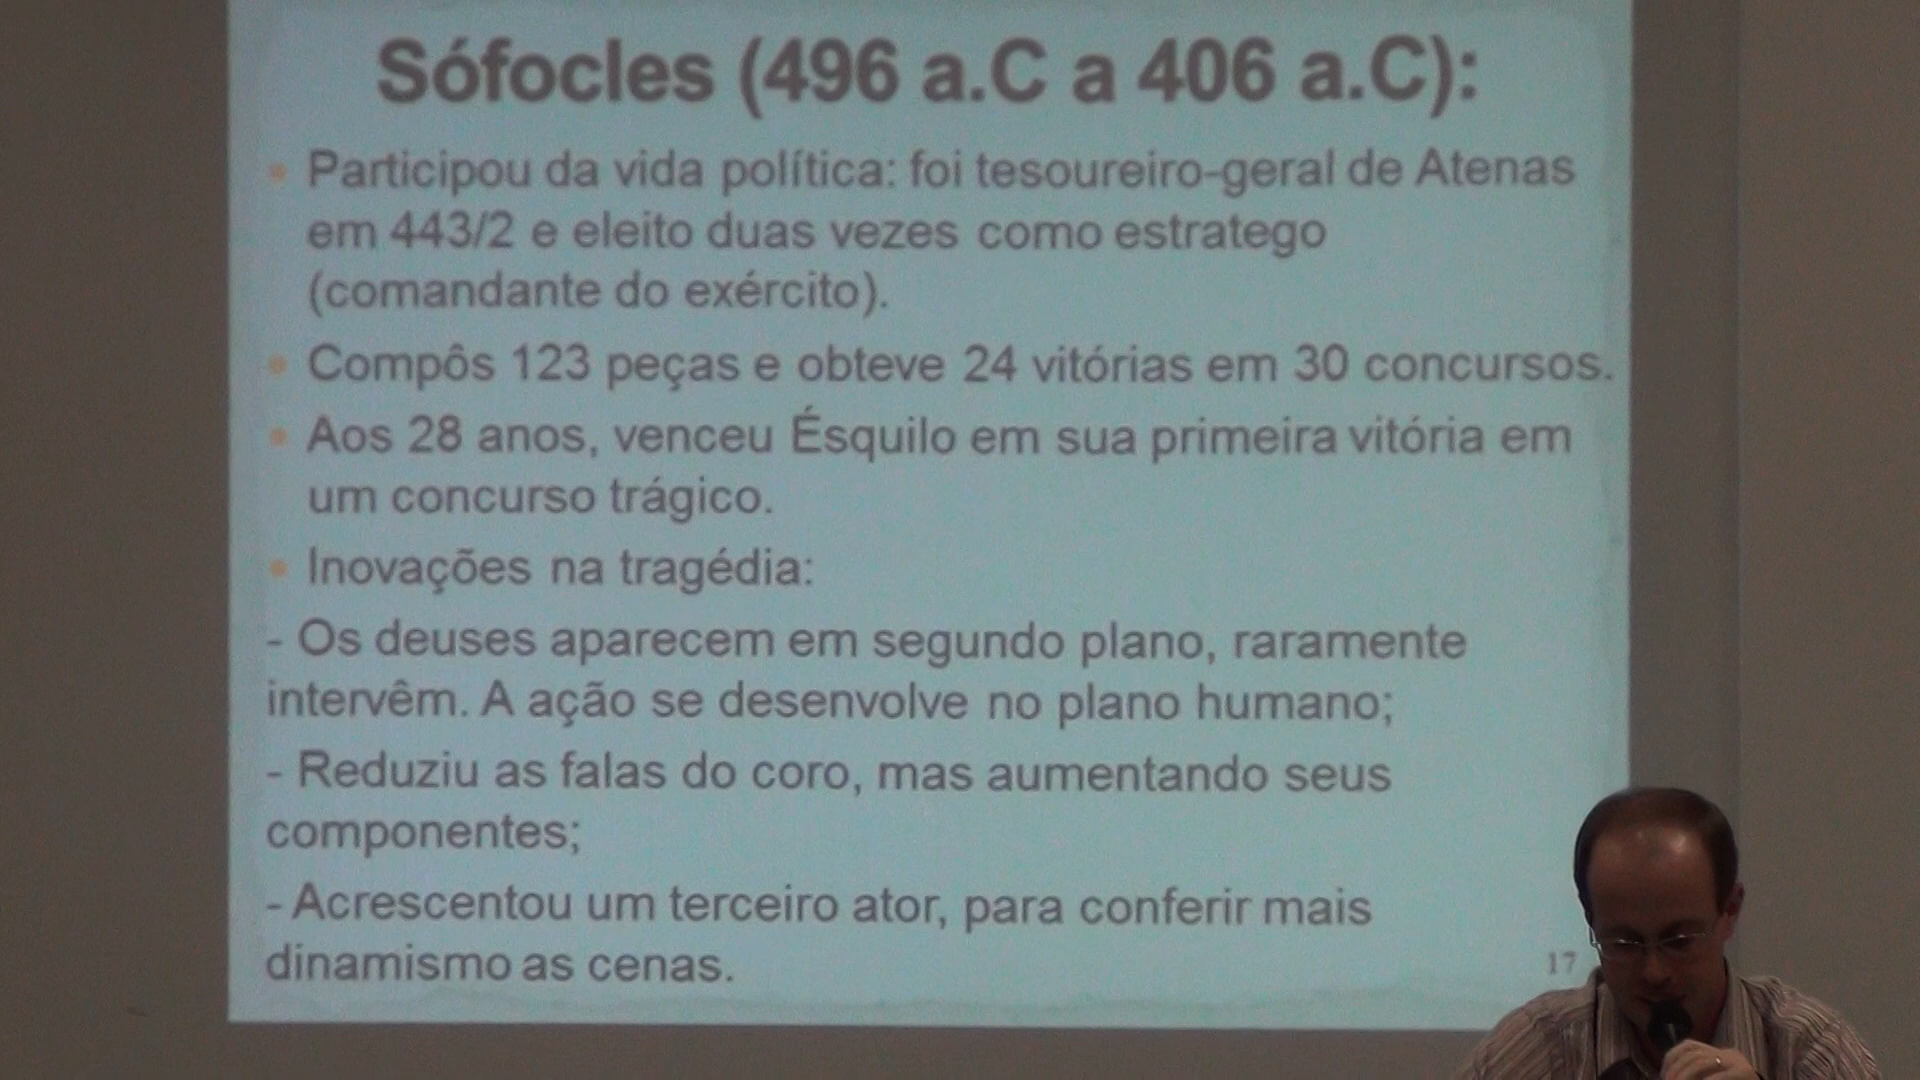 Sófocles (496 a.C a 406 a.C):
• Participou da vida política: foi tesoureiro-geral de Atenas
em 443/2 e eleito duas vezes como estratego
(comandante do exército).
• Compôs 123 peças e obteve 24 vitórias em 30 concursos.
• Aos 28 anos, venceu Ésquilo em sua primeira vitória em
um concurso trágico.
• Inovações na tragédia:
- Os deuses aparecem em segundo plano, raramente
intervêm. A ação se desenvolve no plano humano;
- Reduziu as falas do coro, mas aumentando seus
componentes;
- Acrescentou um terceiro ator, para conferir mais
dinamismo as cenas.
17